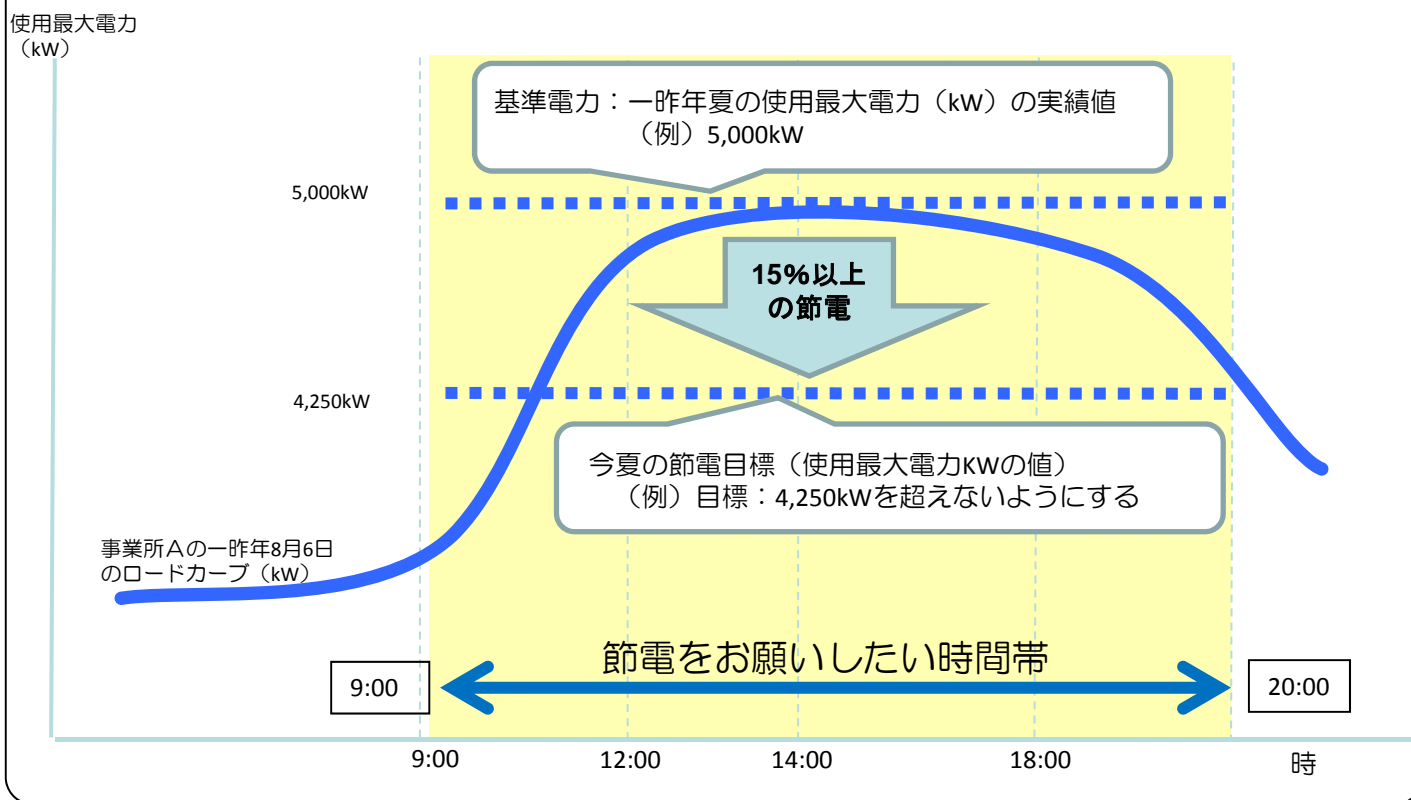 使用最大電力
（kW）
基準電力：一昨年夏の使用最大電力（kW）の実績値
（例）5,000kW
5,000kW
15%以上
の節電
4,250kW
今夏の節電目標（使用最大電力KWの値）
（例）目標：4,250kWを超えないようにする
事業所Ａの一昨年8月6日
のロードカーブ（kW）
節電をお願いしたい時間帯
9:00
20:00
9:00
12:00
14:00
18:00
時